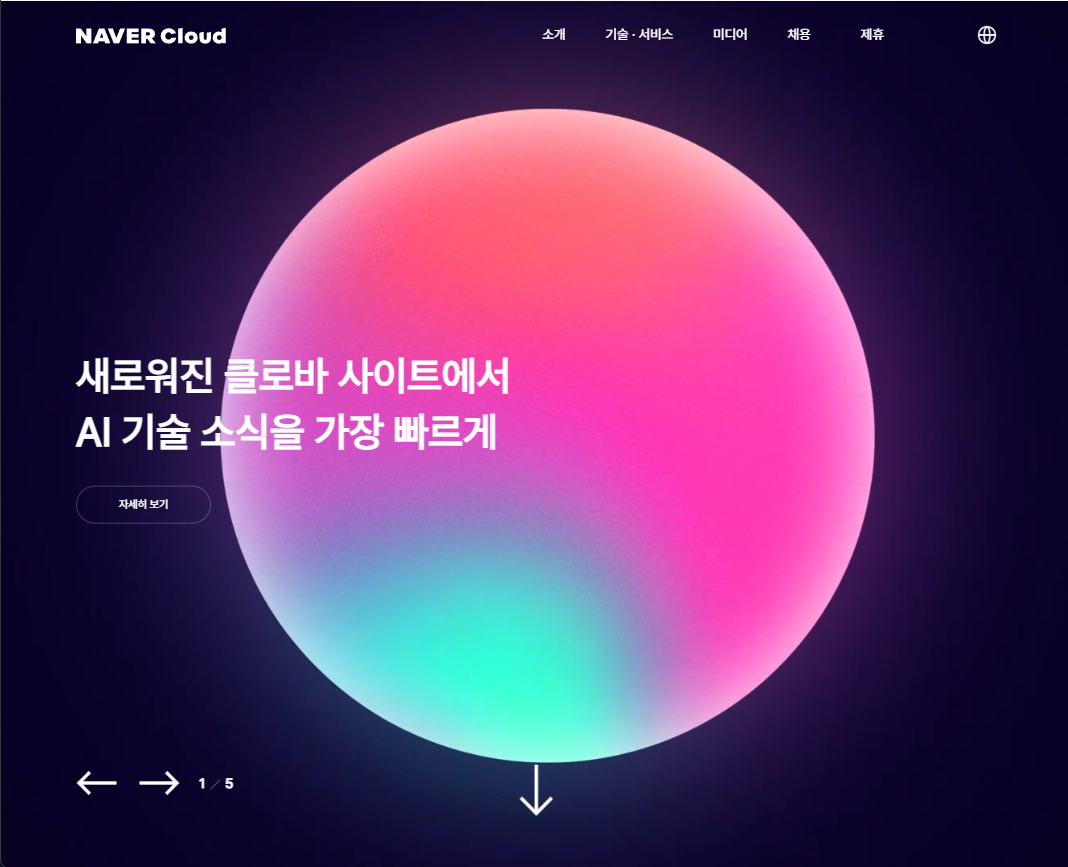 NAVER Cloud
소개 기술 · 서비스 미디어 채용 제휴
새로워진 클로바 사이트에서
AI 기술 소식을 가장 빠르게
자세히 보기
1 / 5